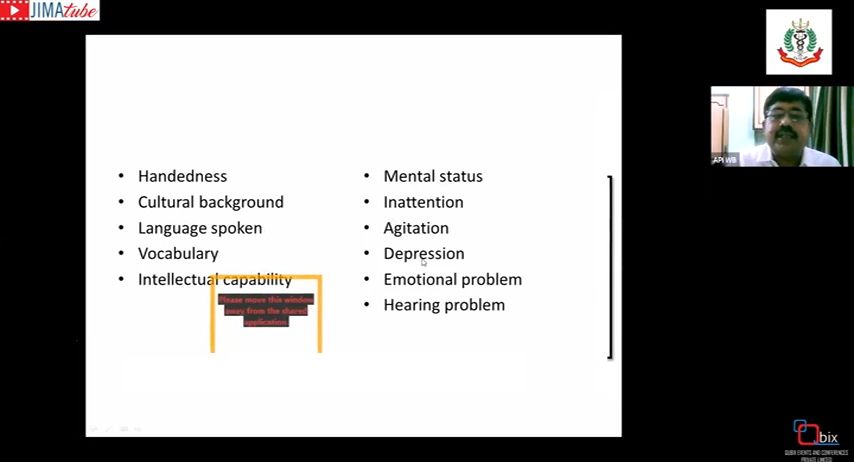 JIMAtube
• Handedness
• Cultural background
• Language spoken
• Vocabulary
• Intellectual capability
Please move this window
away from the shared
application.
• Mental status
• Inattention
• Agitation
• Depression
• Emotional problem
• Hearing problem
API WB
Qbix
QUBIX EVENTS AND CONFERENCES
PRIVATE LIMITED